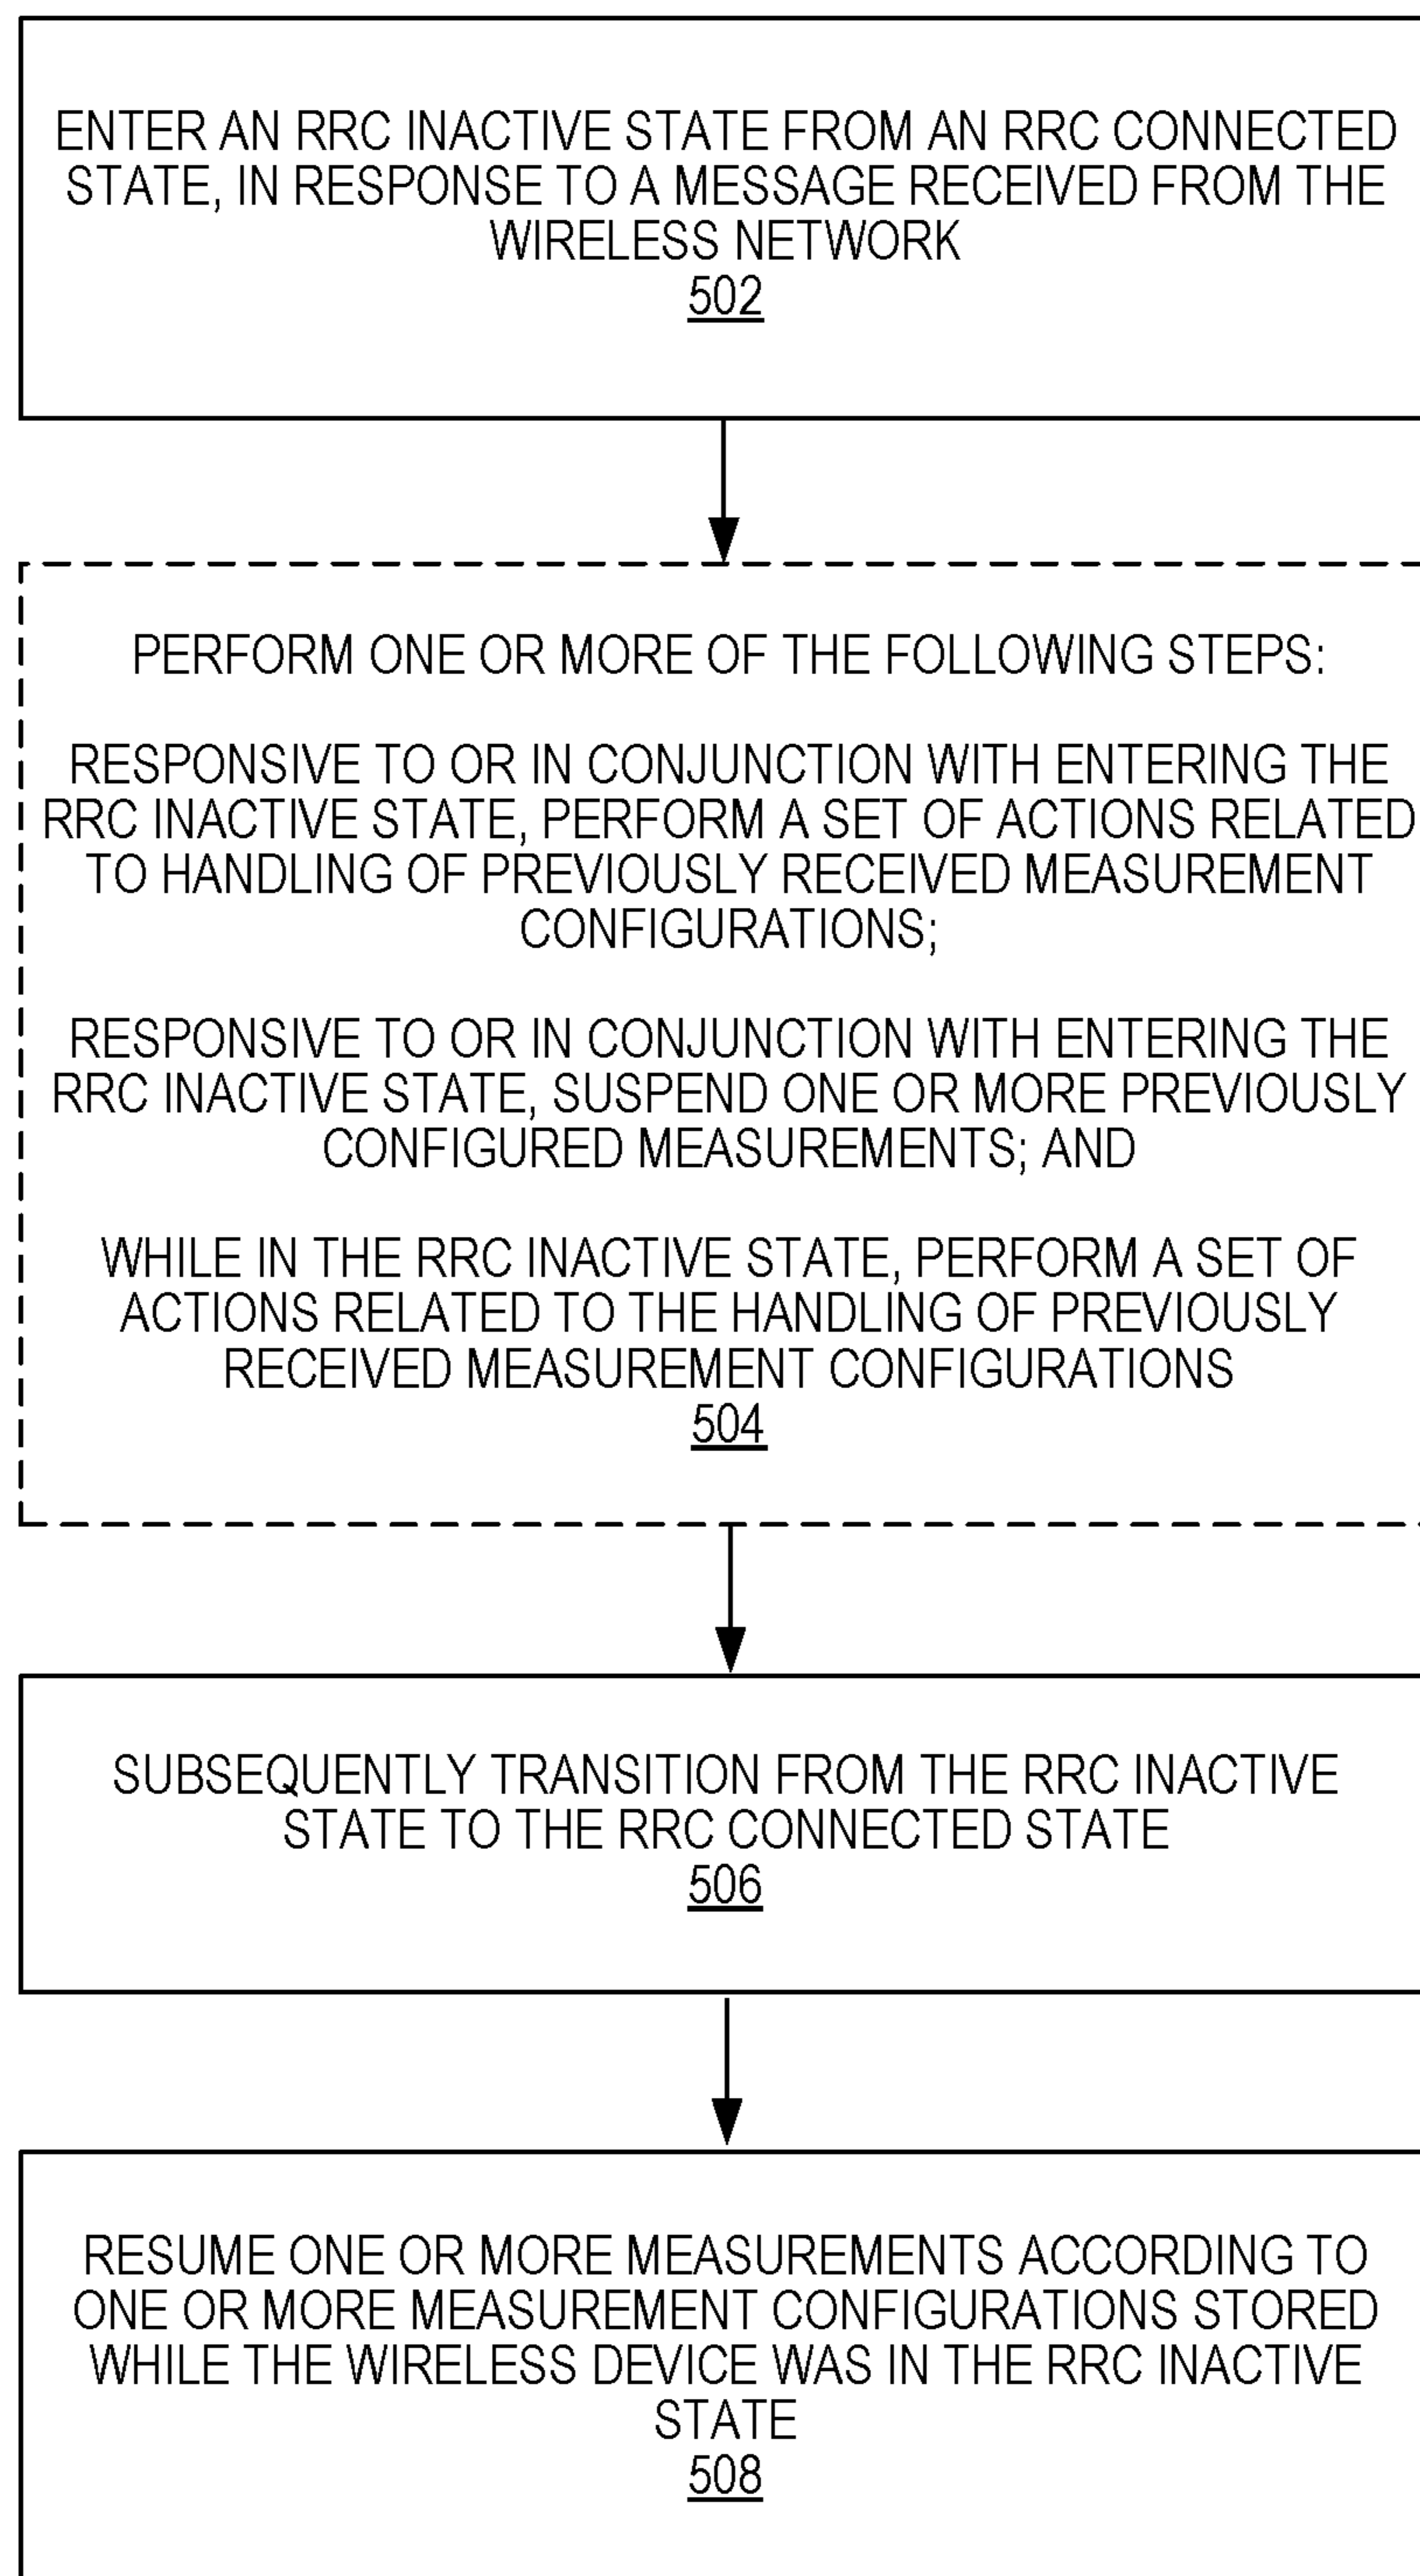 ENTER AN RRC INACTIVE STATE FROM AN RRC CONNECTED
STATE, IN RESPONSE TO A MESSAGE RECEIVED FROM THE
WIRELESS NETWORK
502
PERFORM ONE OR MORE OF THE FOLLOWING STEPS:
RESPONSIVE TO OR IN CONJUNCTION WITH ENTERING THE
RRC INACTIVE STATE, PERFORM A SET OF ACTIONS RELATED
TO HANDLING OF PREVIOUSLY RECEIVED MEASUREMENT
CONFIGURATIONS;
RESPONSIVE TO OR IN CONJUNCTION WITH ENTERING THE
RRC INACTIVE STATE, SUSPEND ONE OR MORE PREVIOUSLY
CONFIGURED MEASUREMENTS; AND
WHILE IN THE RRC INACTIVE STATE, PERFORM A SET OF
ACTIONS RELATED TO THE HANDLING OF PREVIOUSLY
RECEIVED MEASUREMENT CONFIGURATIONS
504
SUBSEQUENTLY TRANSITION FROM THE RRC INACTIVE
STATE TO THE RRC CONNECTED STATE
506
RESUME ONE OR MORE MEASUREMENTS ACCORDING TO
ONE OR MORE MEASUREMENT CONFIGURATIONS STORED
WHILE THE WIRELESS DEVICE WAS IN THE RRC INACTIVE
STATE
508